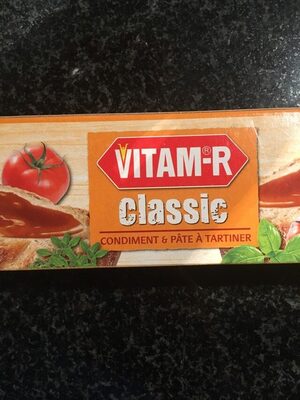 VITAM-R®
Classic
CONDIMENT & PÂTE À TARTINER